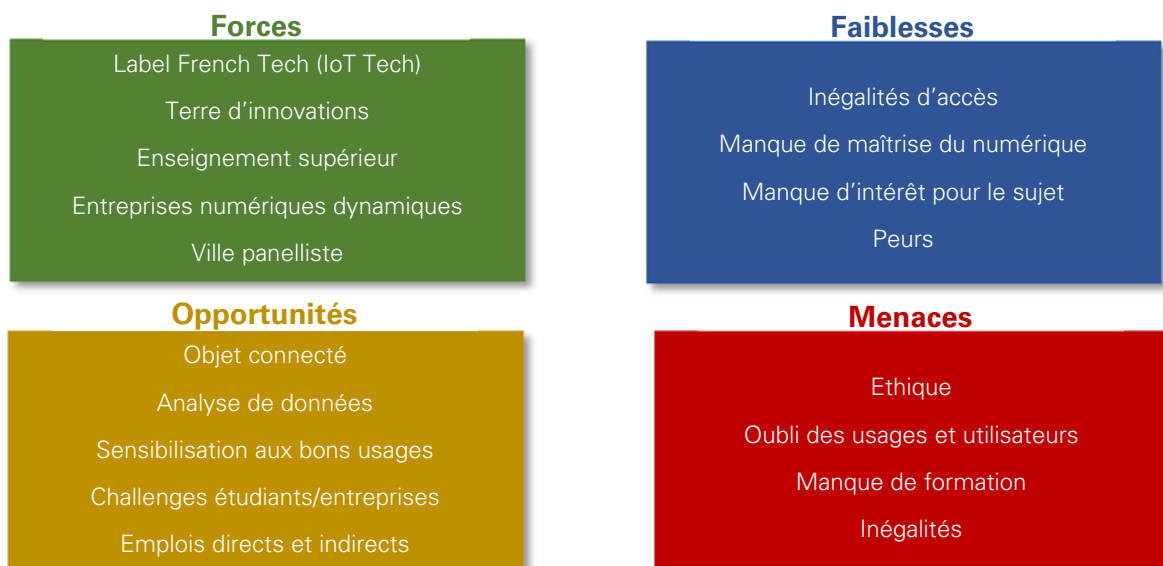 Forces
Label French Tech (IoT Tech)
Terre d’innovations
Enseignement supérieur
Entreprises numériques dynamiques
Ville panelliste
Faiblesses
Inégalités d’accès
Manque de maîtrise du numérique
Manque d’intérêt pour le sujet
Peurs
Opportunités
Objet connecté
Analyse de données
Sensibilisation aux bons usages
Challenges étudiants/entreprises
Emplois directs et indirects
Menaces
Ethique
Oubli des usages et utilisateurs
Manque de formation
Inégalités